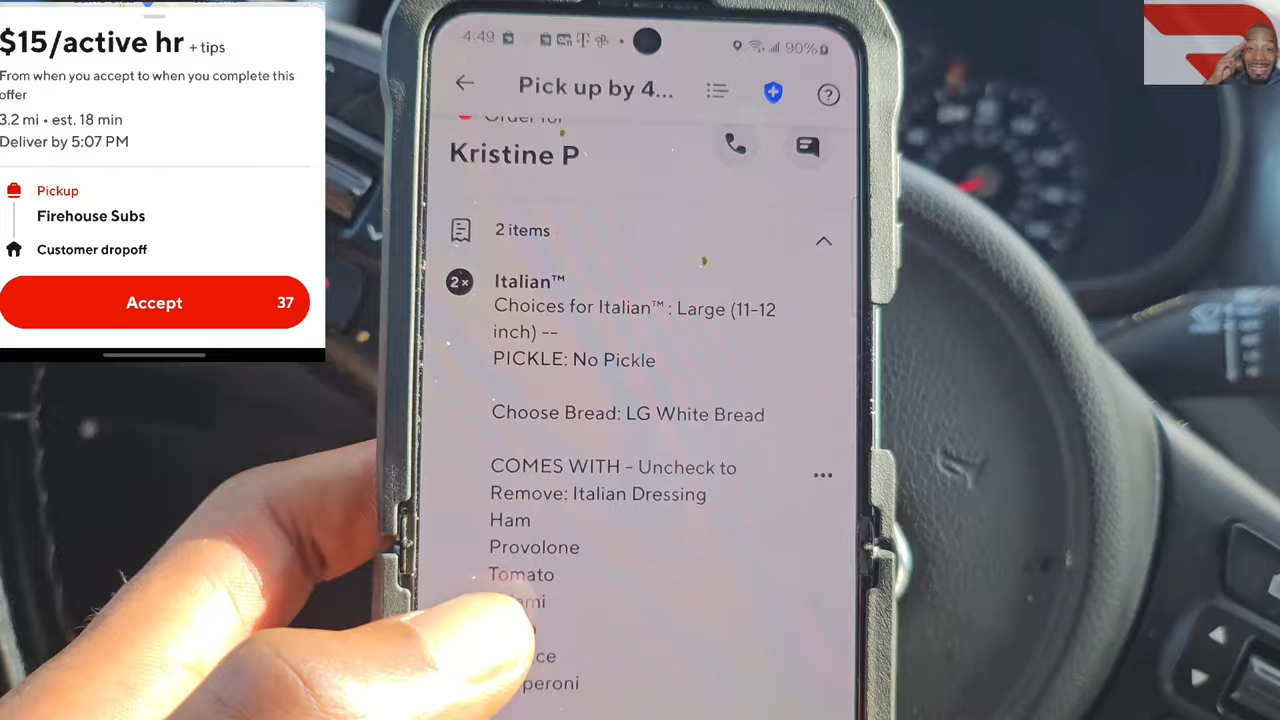 $15/active hr + tips
From when you accept to when you complete this
offer
3.2 mi • est. 18 min
Deliver by 5:07 PM
Pickup
Firehouse Subs
Customer dropoff
Accept 37
4:49 90%
Pick up by 4...
Order for
Kristine P
2 items
2× Italian™
Choices for Italian™ : Large (11-12
inch) --
PICKLE: No Pickle
Choose Bread: LG White Bread
COMES WITH - Uncheck to
Remove: Italian Dressing
Ham
Provolone
Tomato